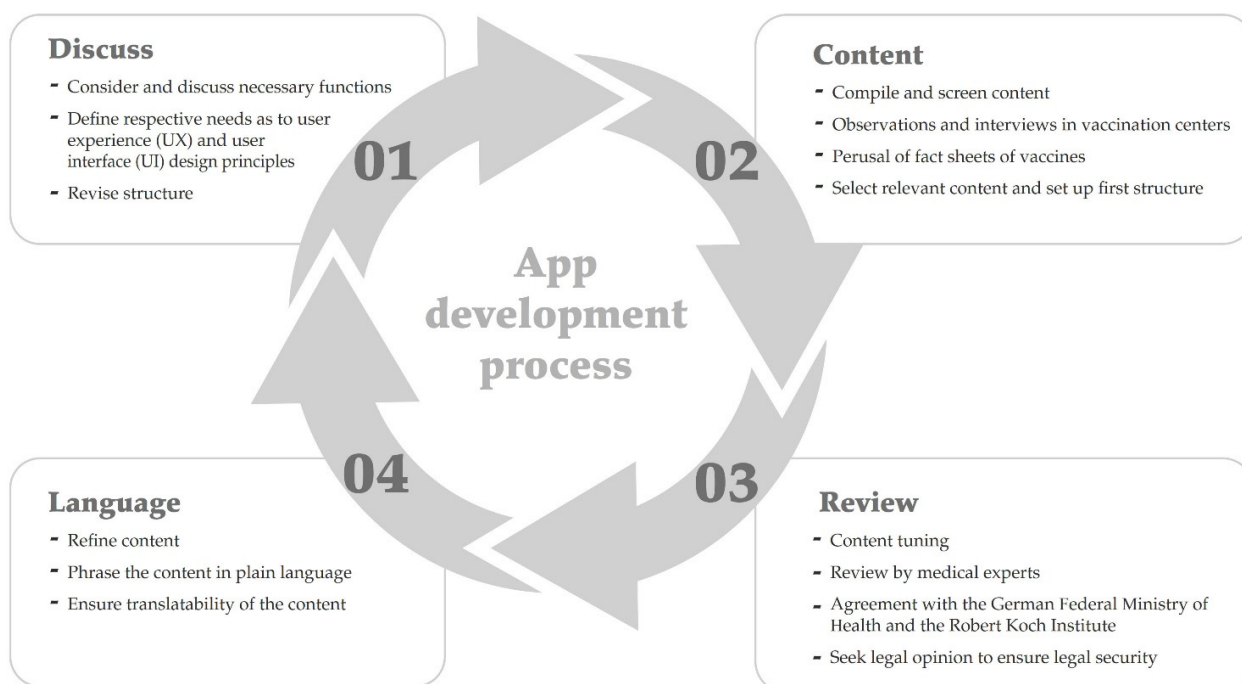 Discuss
- Consider and discuss necessary functions
- Define respective needs as to user
experience (UX) and user
interface (UI) design principles
- Revise structure
01
Content
- Compile and screen content
- Observations and interviews in vaccination centers
- Perusal of fact sheets of vaccines
- Select relevant content and set up first structure
02
App
development
process
Language
- Refine content
- Phrase the content in plain language
- Ensure translatability of the content
04
Review
- Content tuning
- Review by medical experts
- Agreement with the German Federal Ministry of
Health and the Robert Koch Institute
- Seek legal opinion to ensure legal security
03